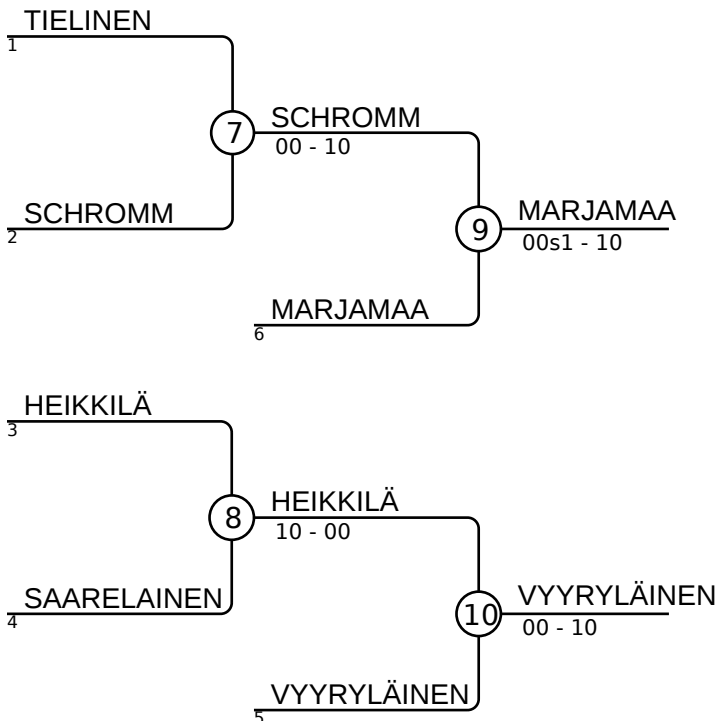 TIELINEN
1
7
SCHROMM
00 - 10
SCHROMM
2
9
MARJAMAA
00s1 - 10
MARJAMAA
6
HEIKKILÄ
3
8
HEIKKILÄ
10 - 00
SAARELAINEN
4
10
VYYRYLÄINEN
00 - 10
VYYRYLÄINEN
5